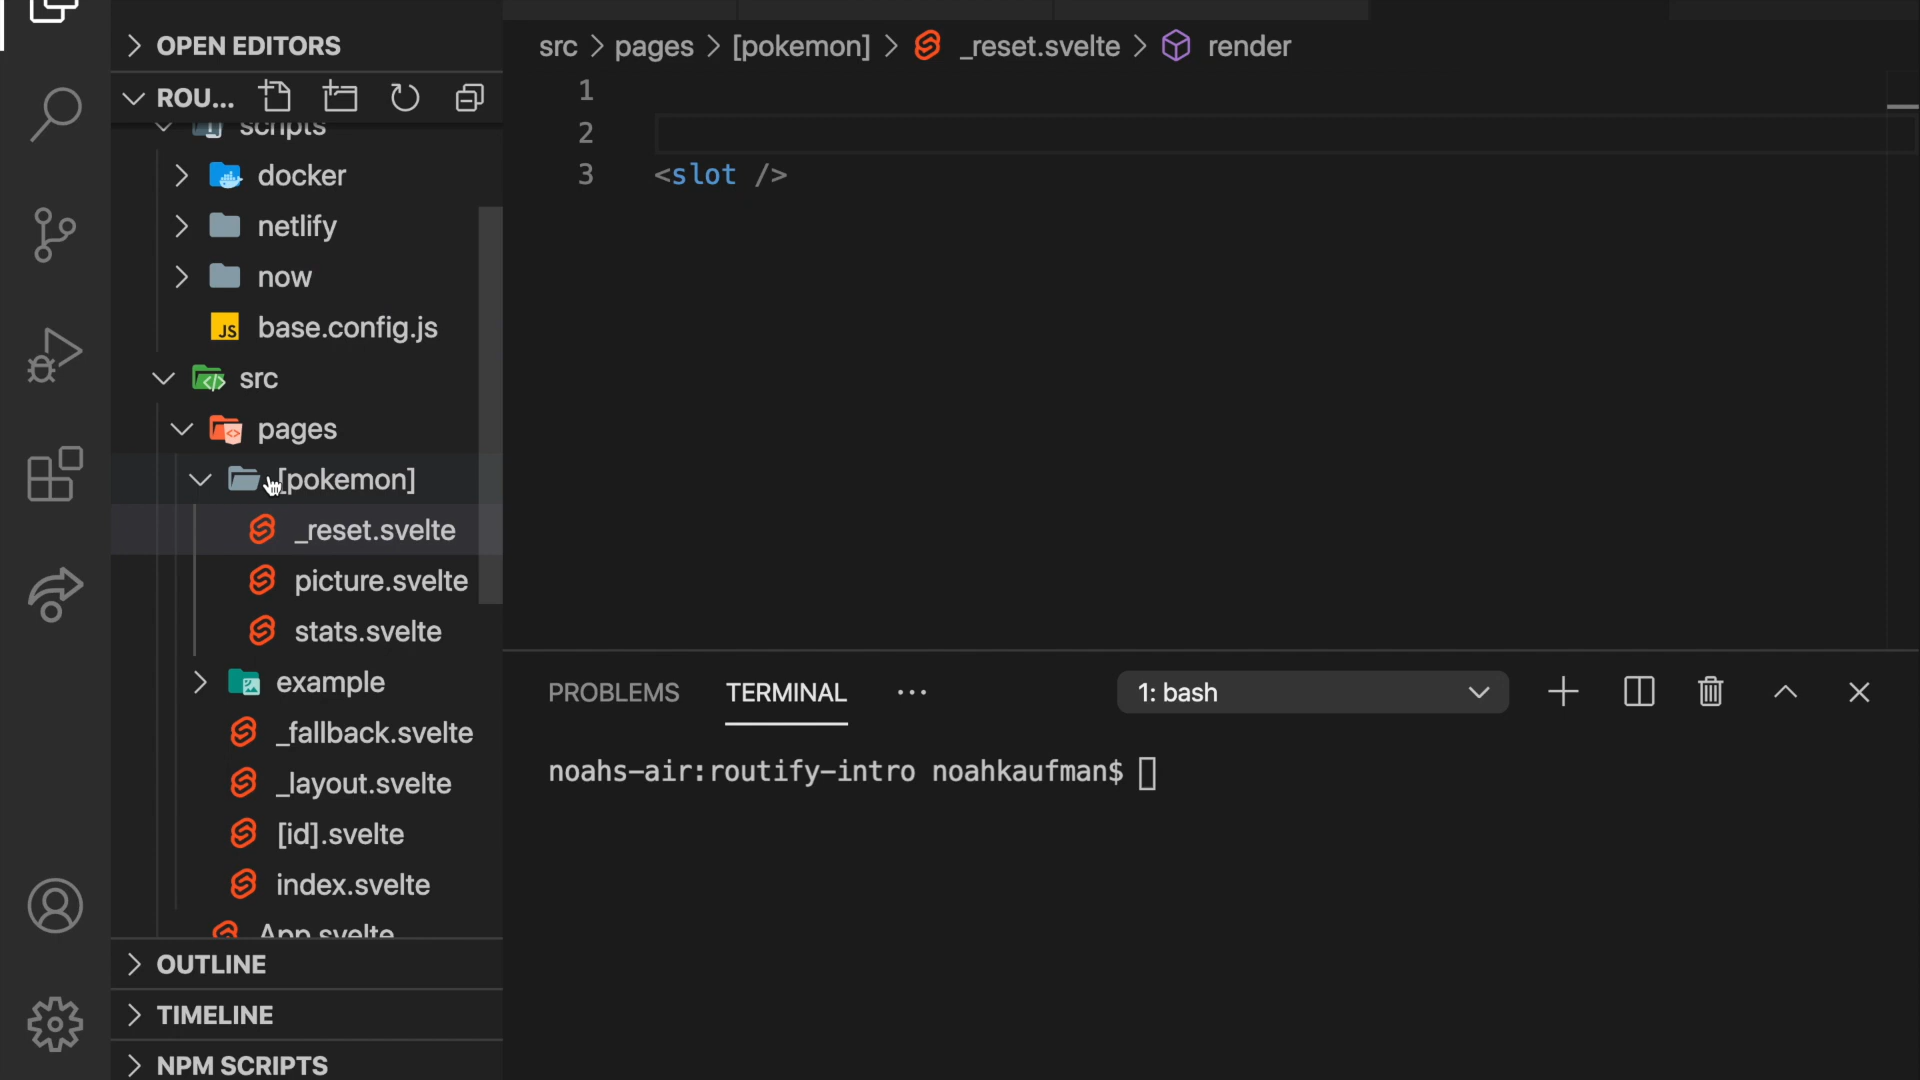 OPEN EDITORS
ROU...
scripts
docker
netlify
now
JS base.config.js
src
pages
[pokemon]
_reset.svelte
picture.svelte
stats.svelte
example
_fallback.svelte
_layout.svelte
[id].svelte
index.svelte
App.svelte
OUTLINE
TIMELINE
NPM SCRIPTS
src > pages > [pokemon] > _reset.svelte > render
1
2
3 <slot />
PROBLEMS TERMINAL ... 1: bash
noahs-air:routify-intro noahkaufman$